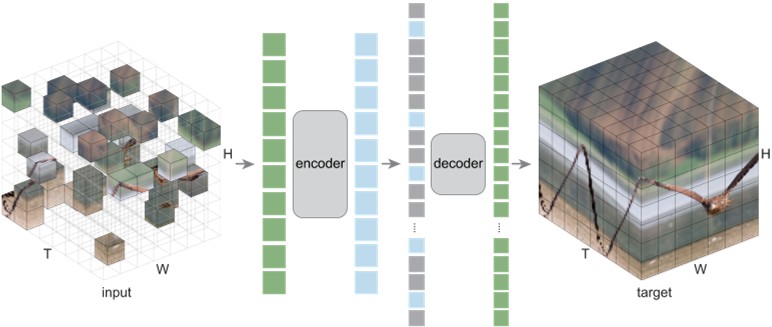 H
T
W
input
encoder
decoder
H
T
W
target